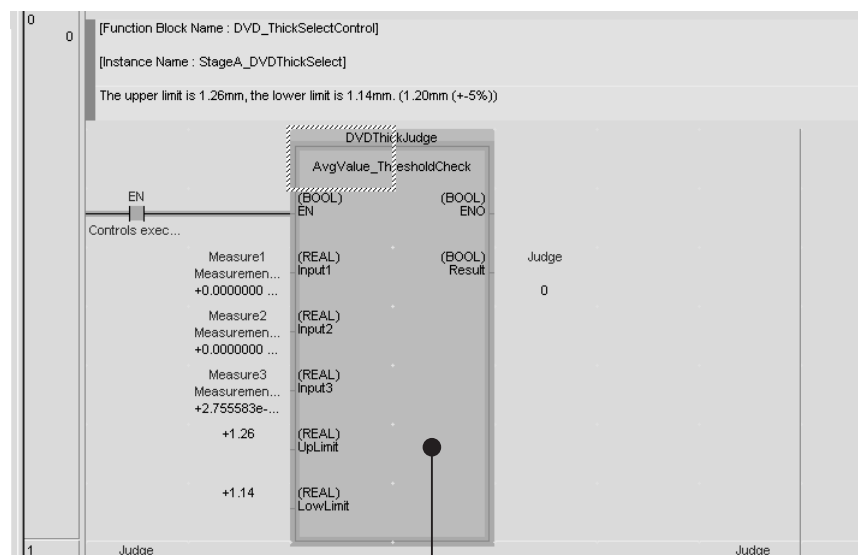 0
0
[Function Block Name : DVD_ThickSelectControl]
[Instance Name : StageA_DVDThickSelect]
The upper limit is 1.26mm, the lower limit is 1.14mm. (1.20mm (+-5%))
DVDThickJudge
AvgValue_ThresholdCheck
EN
(BOOL) (BOOL)
EN ENO
Controls exec...
Measure1 (REAL) (BOOL) Judge
Measuremen... Input1 Result
+0.0000000 ... 0
Measure2 (REAL)
Measuremen... Input2
+0.0000000 ...
Measure3 (REAL)
Measuremen... Input3
+2.755583e-...
+1.26 (REAL)
UpLimit
+1.14 (REAL)
LowLimit
1 Judge Judge